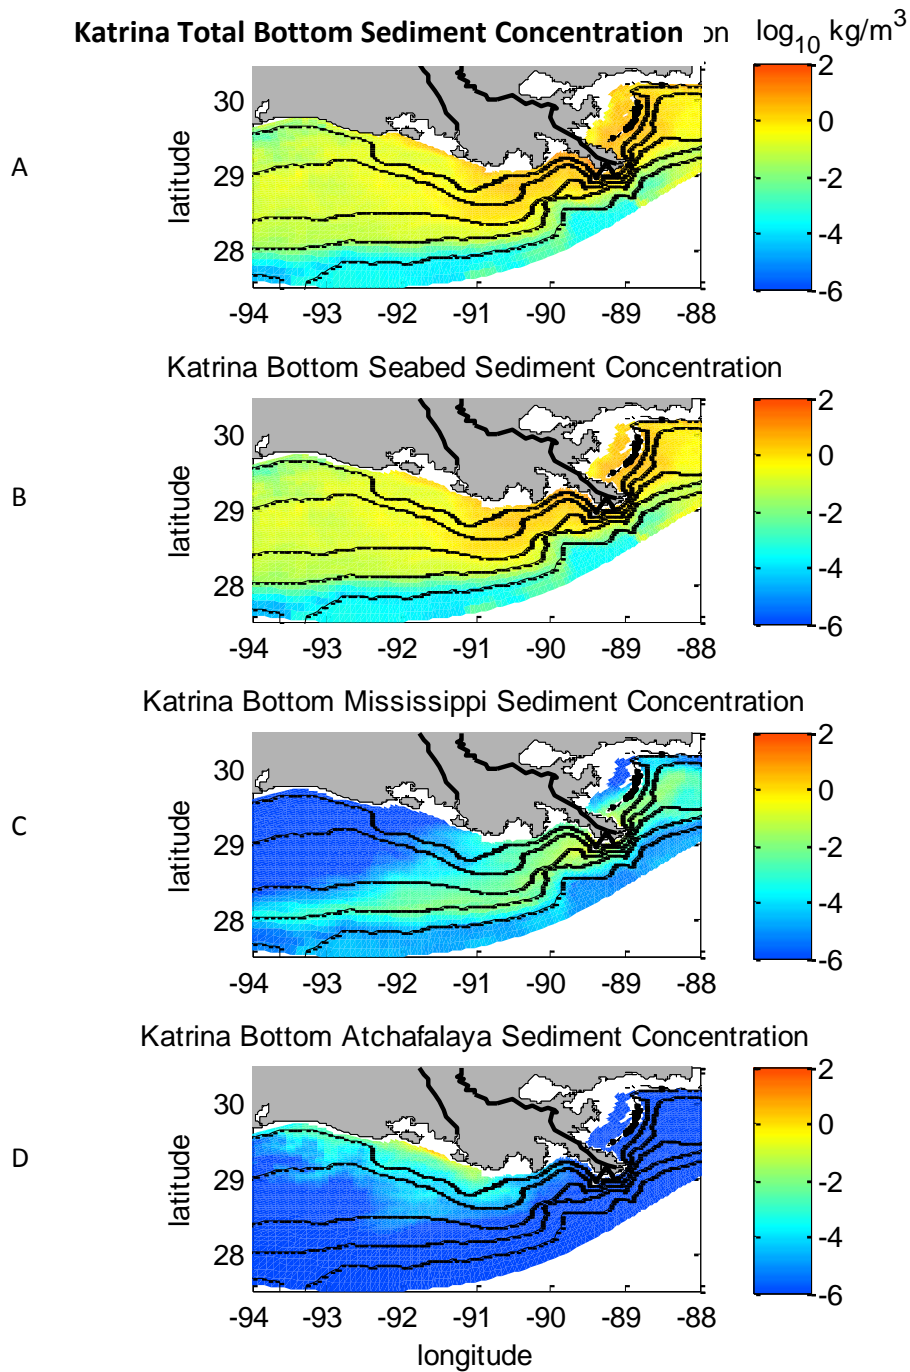 Katrina Total Bottom Sediment Concentration on log10 kg/m3
A
latitude
30
29
28
-94 -93 -92 -91 -90 -89 -88
2
0
-2
-4
-6
Katrina Bottom Seabed Sediment Concentration
B
latitude
30
29
28
-94 -93 -92 -91 -90 -89 -88
2
0
-2
-4
-6
Katrina Bottom Mississippi Sediment Concentration
C
latitude
30
29
28
-94 -93 -92 -91 -90 -89 -88
2
0
-2
-4
-6
Katrina Bottom Atchafalaya Sediment Concentration
D
latitude
30
29
28
-94 -93 -92 -91 -90 -89 -88
longitude
2
0
-2
-4
-6